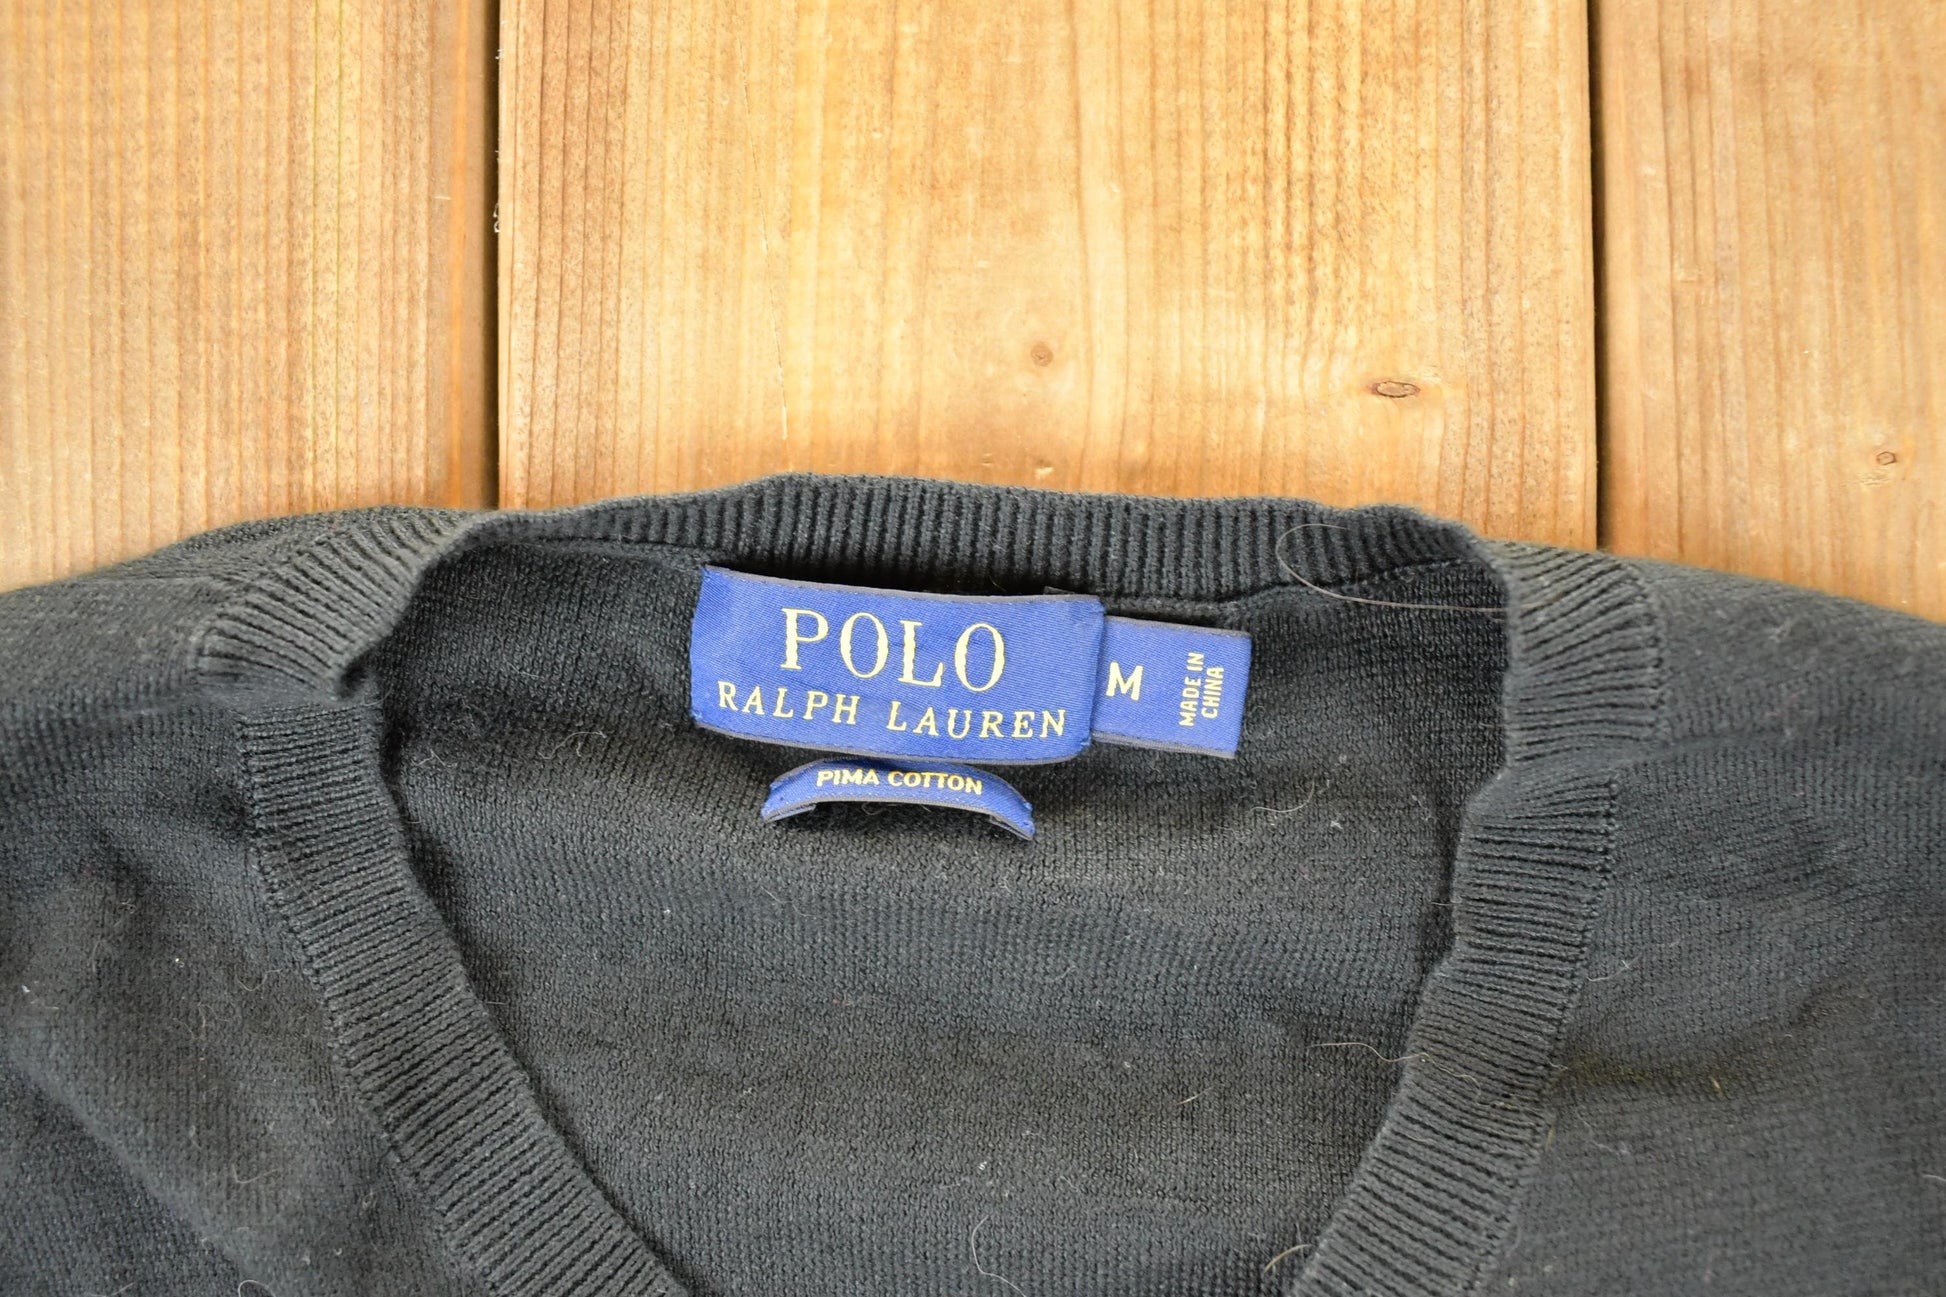 POLO
RALPH LAUREN
M
MADE IN
CHINA
PIMA COTTON